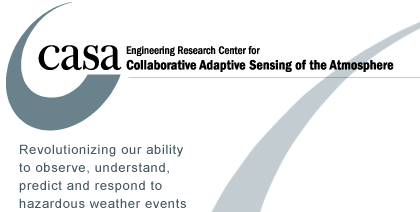 casa
Engineering Research Center for
Collaborative Adaptive Sensing of the Atmosphere
Revolutionizing our ability
to observe, understand,
predict and respond to
hazardous weather events